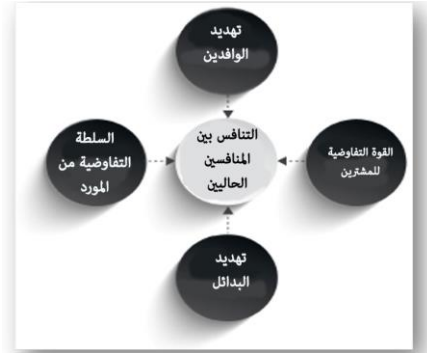 تهديد
الوافدين
القوة التفاوضية
للمشترين
التنافس بين
المنافسين
الحاليين
السلطة
التفاوضية من
المورد
تهديد
البدائل